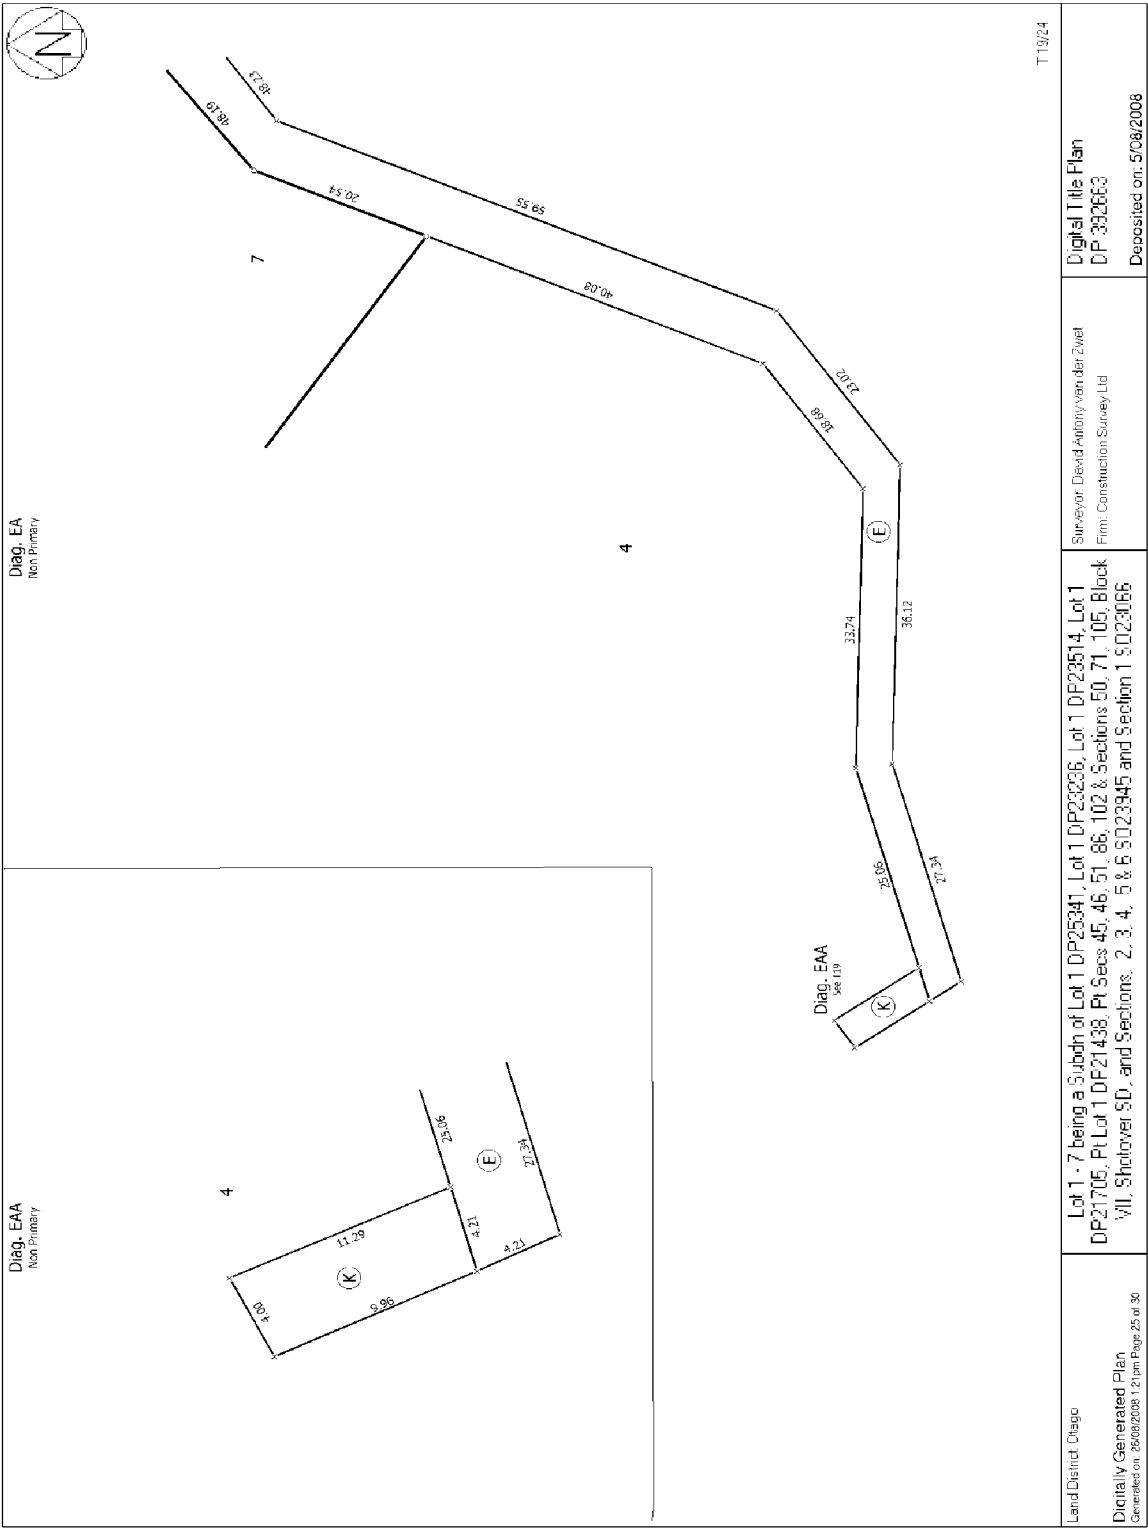 Diag. EAA
Non Primary
Diag. EA
Non Primary
N
4
K
E
4.00
11.29
9.96
4.21
4.21
25.06
27.34
Diag. EAA
See T19
K
25.06
27.34
33.74
36.12
E
18.68
23.02
4
40.08
59.55
7
20.54
48.19
48.23
T 19/24
Land District: Otago
Digitally Generated Plan
Generated on: 26/08/2008 1:21pm Page 25 of 30
Lot 1 - 7 being a Subdn of Lot 1 DP25341, Lot 1 DP23236, Lot 1 DP23514, Lot 1
DP21705, Pt Lot 1 DP21438, Pt Secs 45, 46, 51, 86, 102 & Sections 50, 71, 105, Block
VII, Shotover SD, and Sections, 2, 3, 4, 5 & 6 SO23945 and Section 1 SO23066
Surveyor: David Antony van der Zwet
Firm: Construction Survey Ltd
Digital Title Plan
DP 392663
Deposited on: 5/08/2008